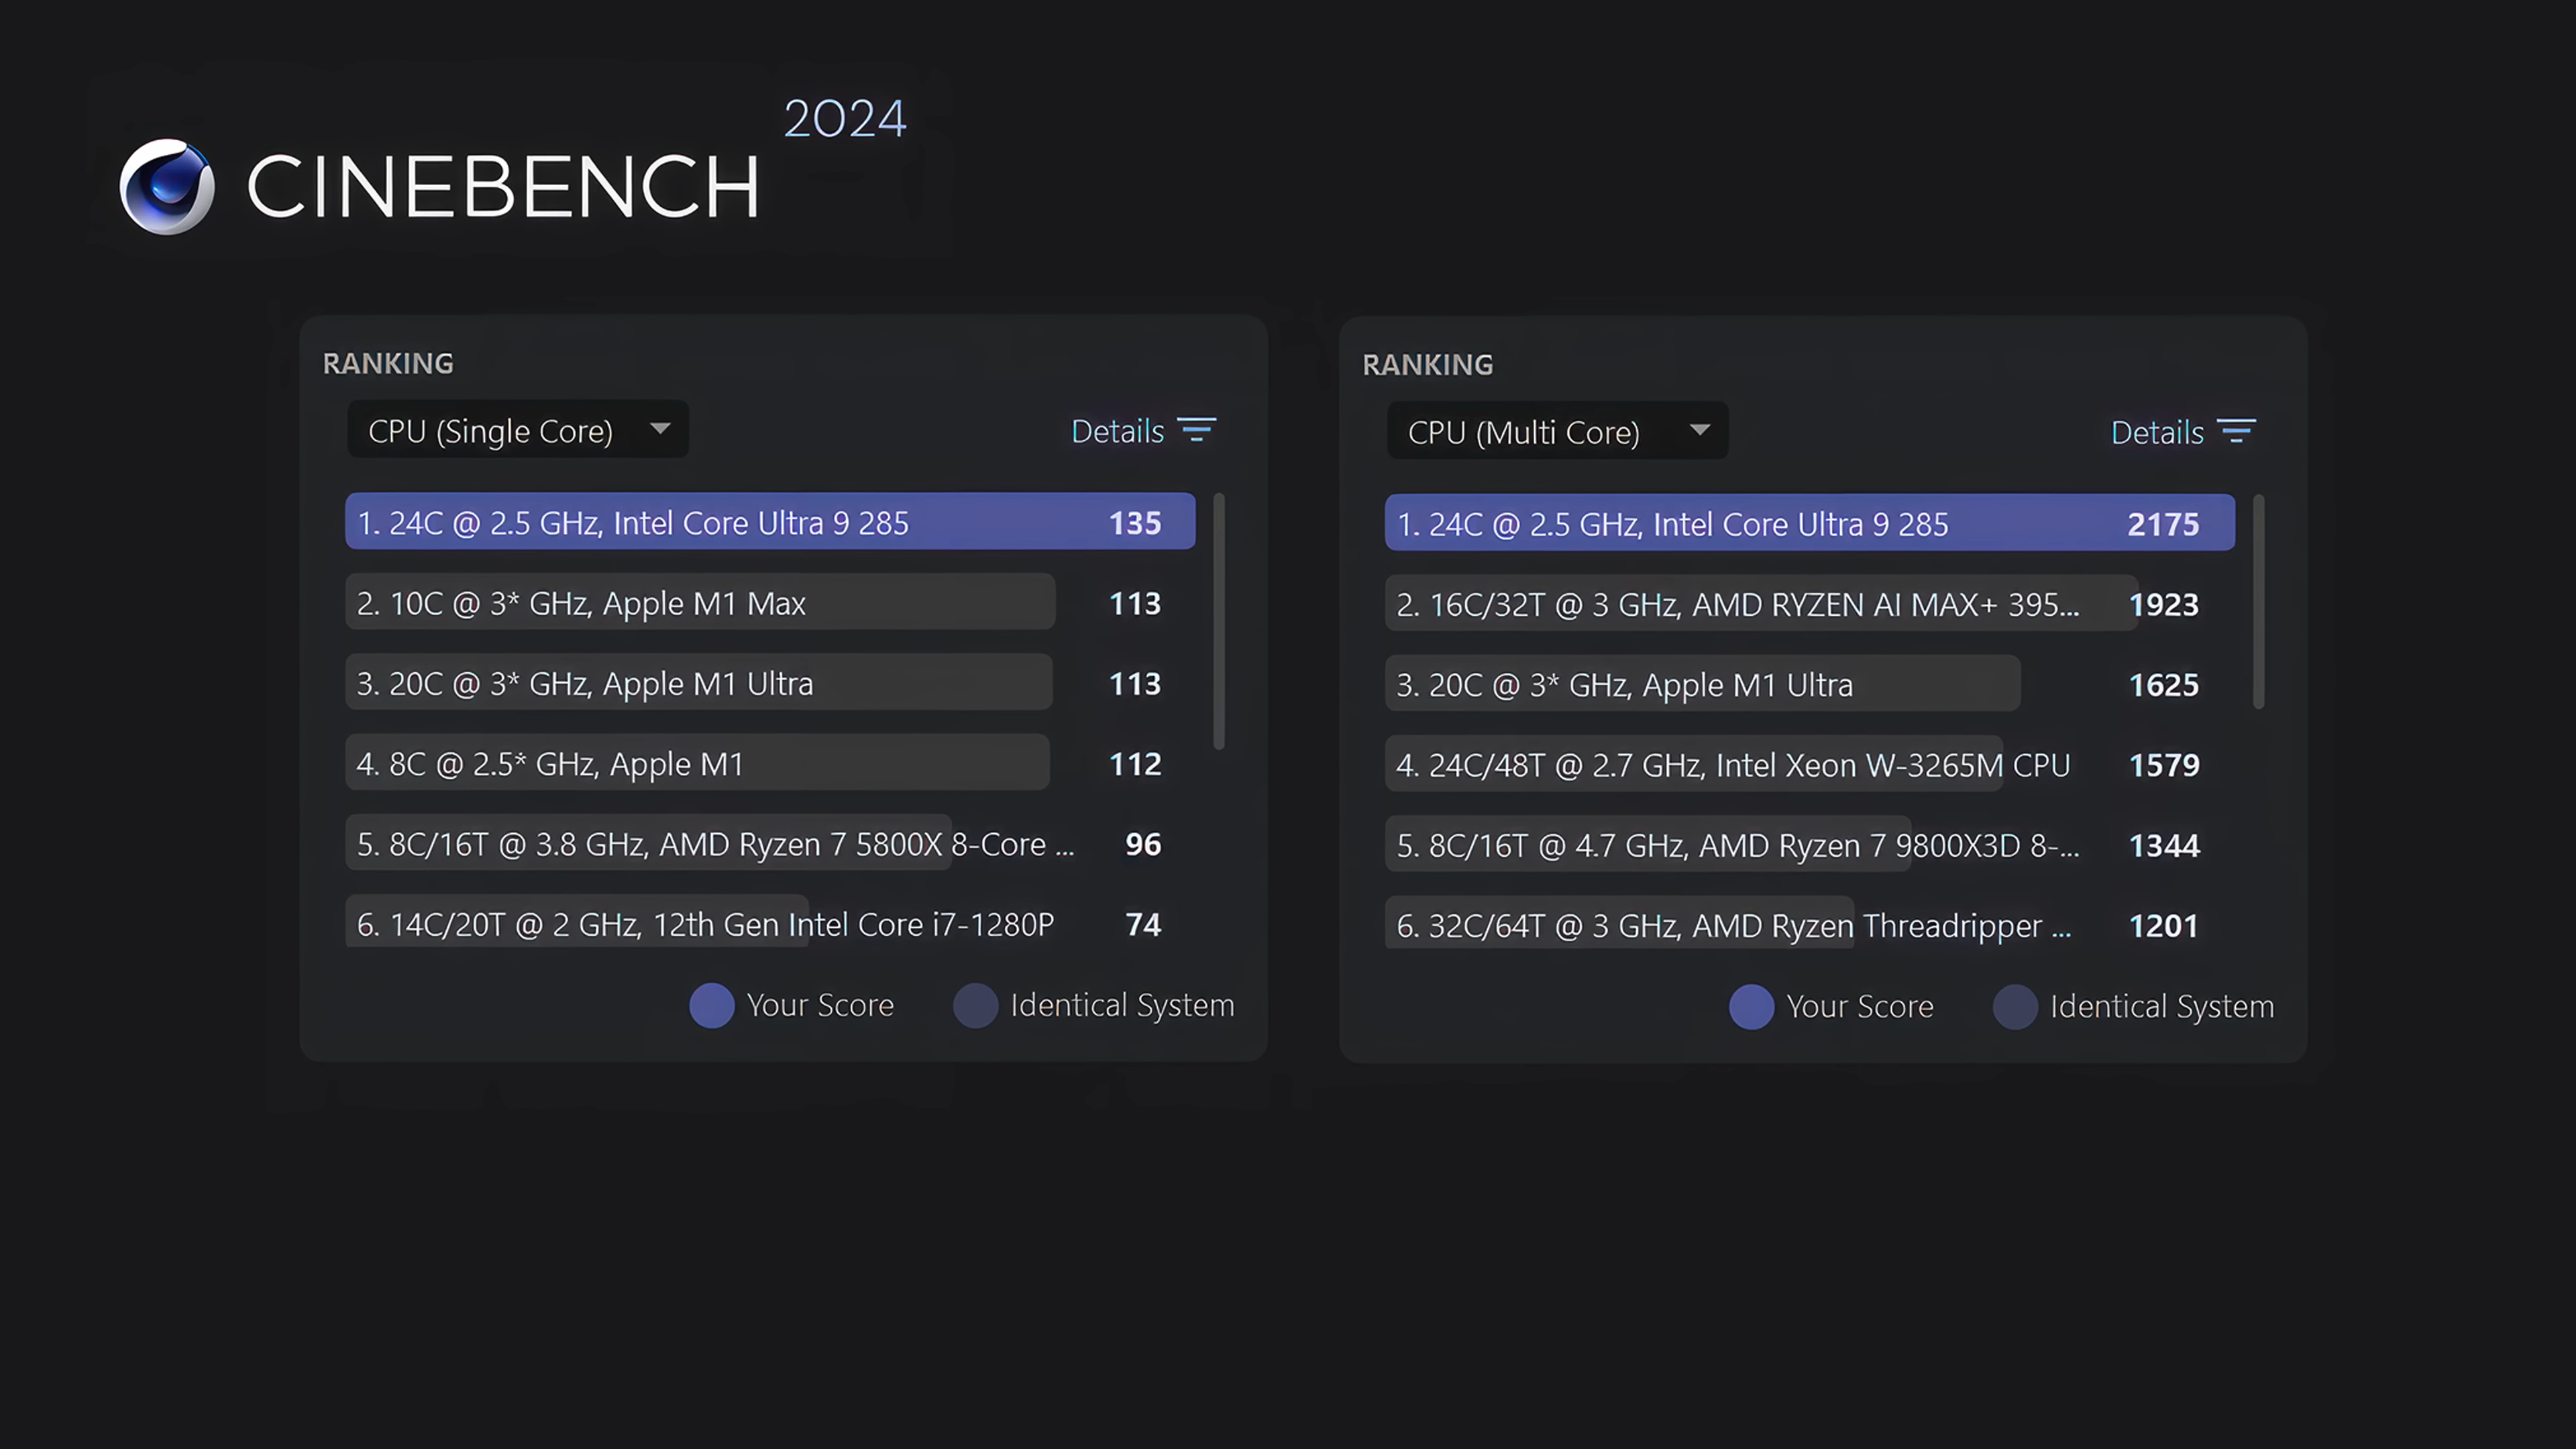 2024
CINEBENCH
RANKING
CPU (Single Core)
Details
1. 24C @ 2.5 GHz, Intel Core Ultra 9 285 135
2. 10C @ 3* GHz, Apple M1 Max 113
3. 20C @ 3* GHz, Apple M1 Ultra 113
4. 8C @ 2.5* GHz, Apple M1 112
5. 8C/16T @ 3.8 GHz, AMD Ryzen 7 5800X 8-Core ... 96
6. 14C/20T @ 2 GHz, 12th Gen Intel Core i7-1280P 74
Your Score
Identical System
RANKING
CPU (Multi Core)
Details
1. 24C @ 2.5 GHz, Intel Core Ultra 9 285 2175
2. 16C/32T @ 3 GHz, AMD RYZEN AI MAX+ 395... 1923
3. 20C @ 3* GHz, Apple M1 Ultra 1625
4. 24C/48T @ 2.7 GHz, Intel Xeon W-3265M CPU 1579
5. 8C/16T @ 4.7 GHz, AMD Ryzen 7 9800X3D 8-... 1344
6. 32C/64T @ 3 GHz, AMD Ryzen Threadripper ... 1201
Your Score
Identical System